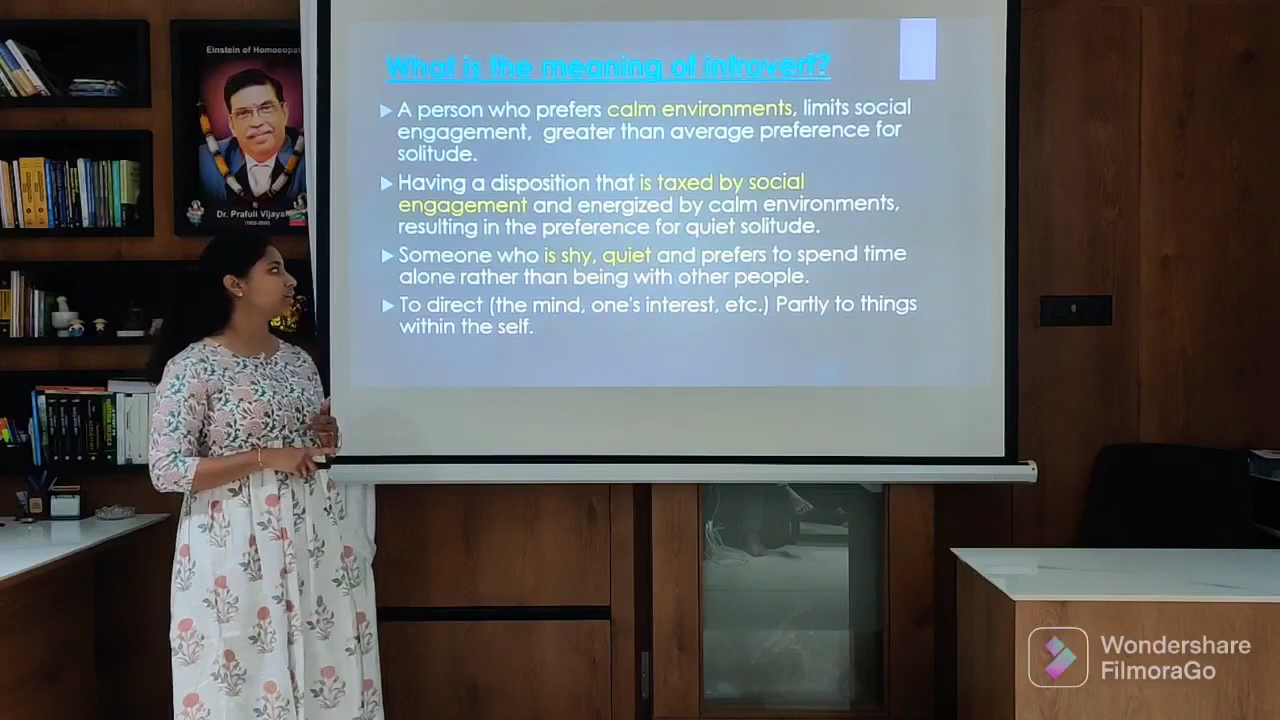 Einstein of Homoeopat
Dr. Prafull Vijayak
What is the meaning of introvert?
A person who prefers calm environments, limits social
engagement, greater than average preference for
solitude.
Having a disposition that is taxed by social
engagement and energized by calm environments,
resulting in the preference for quiet solitude.
Someone who is shy, quiet and prefers to spend time
alone rather than being with other people.
To direct (the mind, one's interest, etc.) Partly to things
within the self.
Wondershare
FilmoraGo